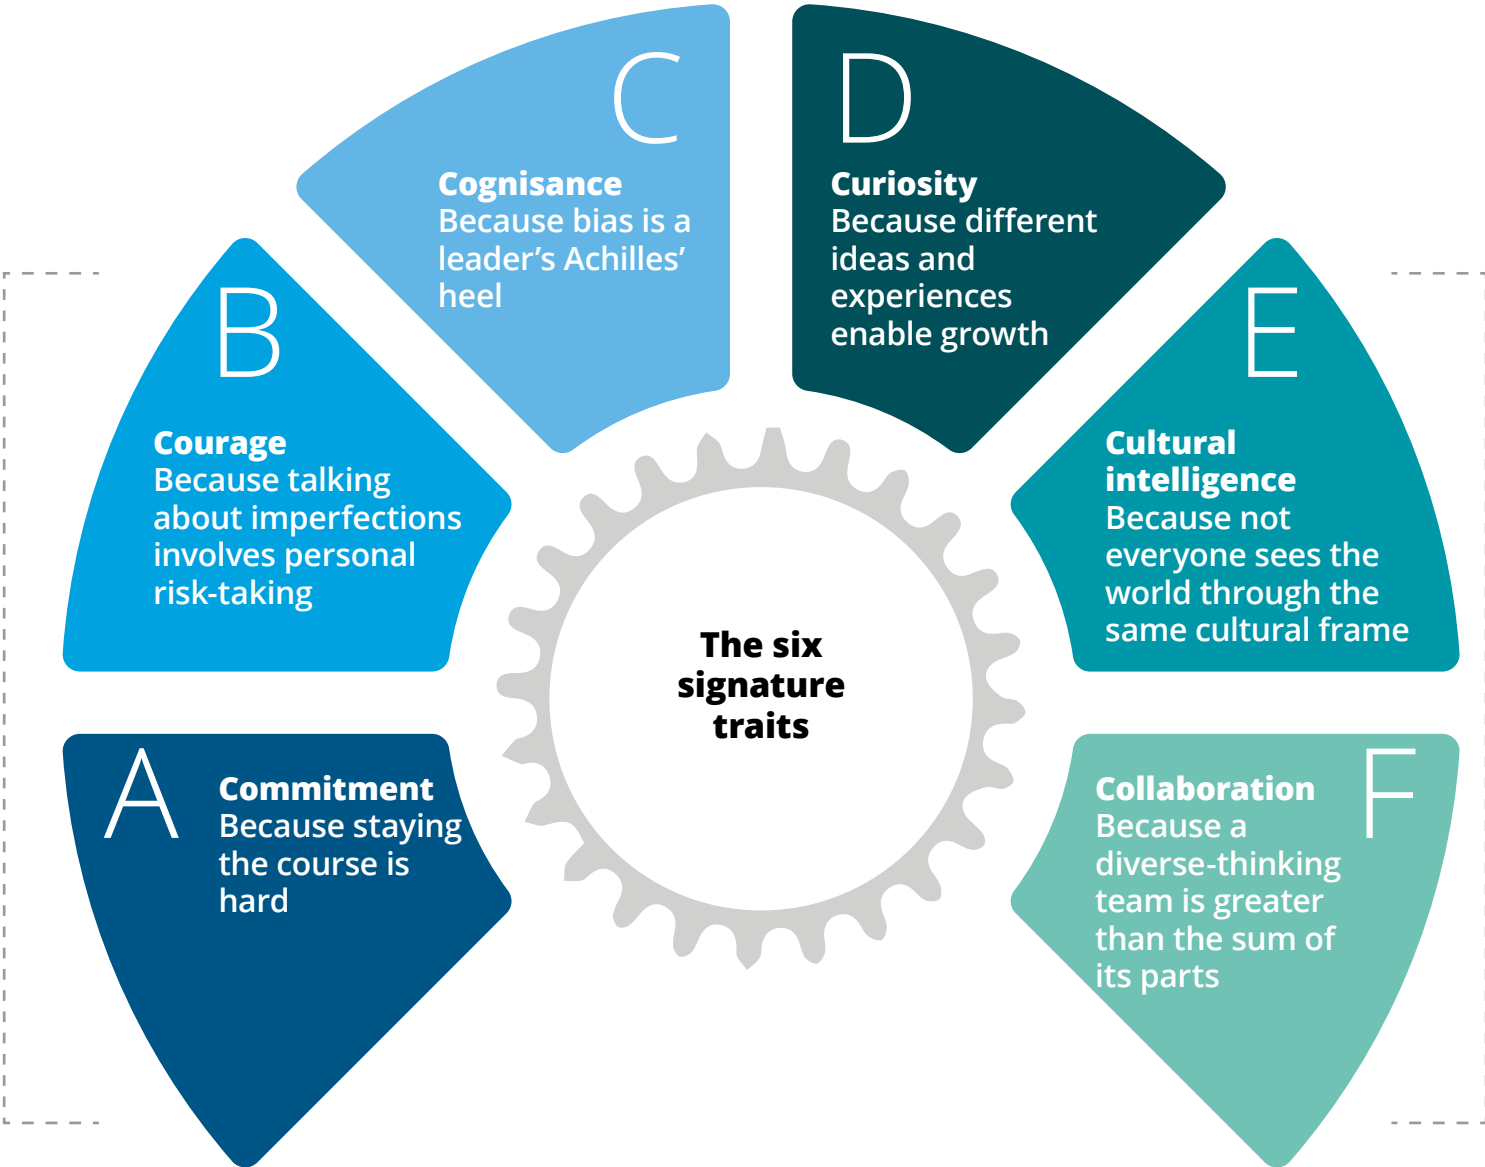 C
Cognisance
Because bias is a
leader’s Achilles’
heel
D
Curiosity
Because different
ideas and
experiences
enable growth
B
Courage
Because talking
about imperfections
involves personal
risk-taking
E
Cultural
intelligence
Because not
everyone sees the
world through the
same cultural frame
The six
signature
traits
A
Commitment
Because staying
the course is
hard
F
Collaboration
Because a
diverse-thinking
team is greater
than the sum of
its parts